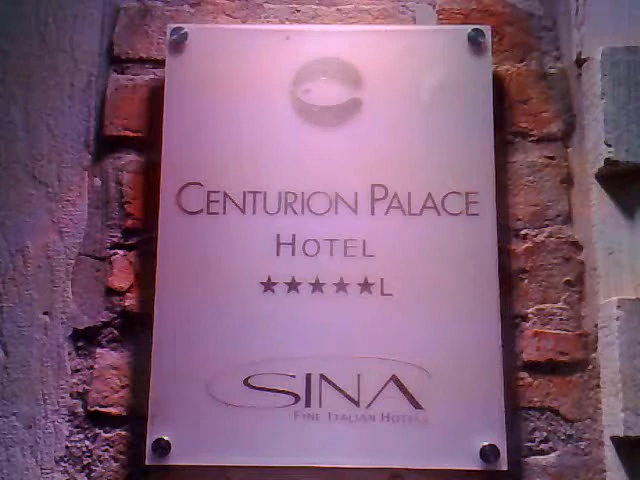 CENTURION PALACE
HOTEL
★★★★★L
SINA
FINE ITALIAN HOTELS